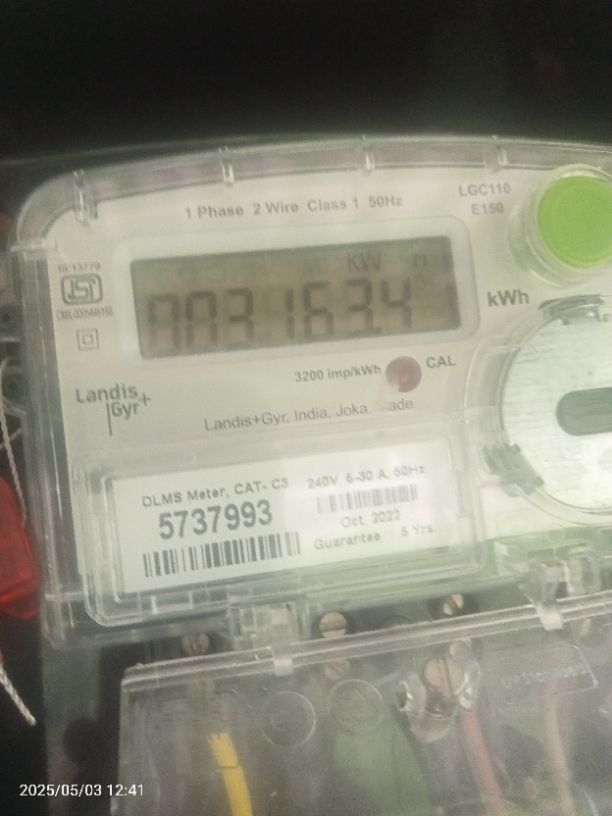 1 Phase 2 Wire Class 1 50Hz
LGC110
E150
IS:13779
ISI
KW h
kWh
3200 imp/kWh
CAL
Landis+
Gyr
Landis+Gyr, India, Joka
DLMS Meter, CAT- C3
240V, 5-30 A, 50Hz
5737993
Oct, 2022
Guarantee : 5 Yrs.
2025/05/03 12:41